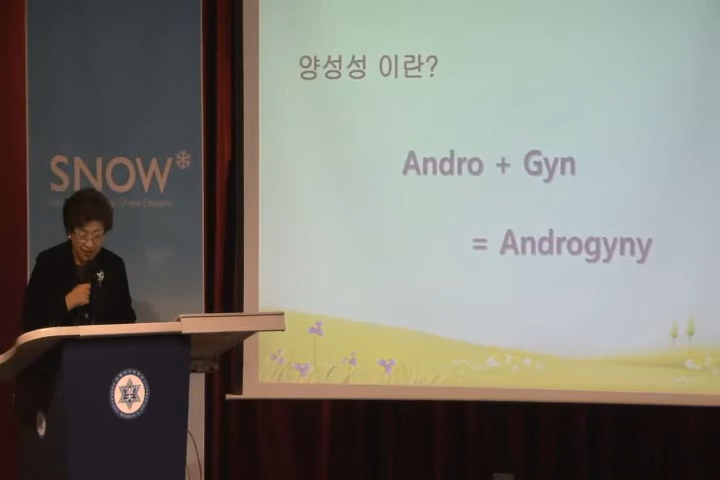 양성성 이란?
Andro + Gyn
= Androgyny
SNOW